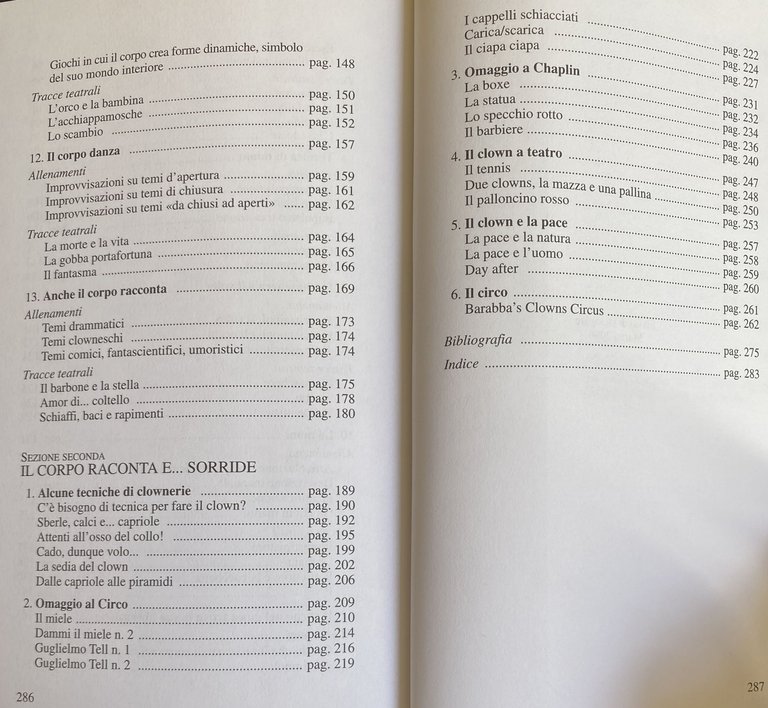 Giochi in cui il corpo crea forme dinamiche, simbolo
del suo mondo interiore ........ pag. 148
Tracce teatrali
L'orco e la bambina ........ pag. 150
L'acchiappamosche ........ pag. 151
Lo scambio ........ pag. 152
12. Il corpo danza ........ pag. 157
Allenamenti
Improvvisazioni su temi d'apertura ........ pag. 159
Improvvisazioni su temi di chiusura ........ pag. 161
Improvvisazioni su temi «da chiusi ad aperti» ...... pag. 162
Tracce teatrali
La morte e la vita ........ pag. 164
La gobba portafortuna ........ pag. 165
Il fantasma ........ pag. 166
13. Anche il corpo racconta ........ pag. 169
Allenamenti
Temi drammatici ........ pag. 173
Temi clowneschi ........ pag. 174
Temi comici, fantascientifici, umoristici ........ pag. 174
Tracce teatrali
Il barbone e la stella ........ pag. 175
Amor di... coltello ........ pag. 178
Schiaffi, baci e rapimenti ........ pag. 180
SEZIONE SECONDA
IL CORPO RACCONTA E... SORRIDE
1. Alcune tecniche di clownerie ........ pag. 189
C'è bisogno di tecnica per fare il clown? ........ pag. 190
Sberle, calci e... capriole ........ pag. 192
Attenti all'osso del collo! ........ pag. 195
Cado, dunque volo... ........ pag. 199
La sedia del clown ........ pag. 202
Dalle capriole alle piramidi ........ pag. 206
2. Omaggio al Circo ........ pag. 209
Il miele ........ pag. 210
Dammi il miele n. 2 ........ pag. 214
Guglielmo Tell n. 1 ........ pag. 216
Guglielmo Tell n. 2 ........ pag. 219
286
I cappelli schiacciati ........ pag. 222
Carica/scarica ........ pag. 224
Il ciapa ciapa ........ pag. 227
3. Omaggio a Chaplin ........ pag. 231
La boxe ........ pag. 232
La statua ........ pag. 234
Lo specchio rotto ........ pag. 236
Il barbiere ........ pag. 240
4. Il clown a teatro ........ pag. 247
Il tennis ........ pag. 248
Due clowns, la mazza e una pallina ........ pag. 250
Il palloncino rosso ........ pag. 253
5. Il clown e la pace ........ pag. 257
La pace e la natura ........ pag. 258
La pace e l'uomo ........ pag. 259
Day after ........ pag. 260
6. Il circo ........ pag. 261
Barabba's Clowns Circus ........ pag. 262
Bibliografia ........ pag. 275
Indice ........ pag. 283
287